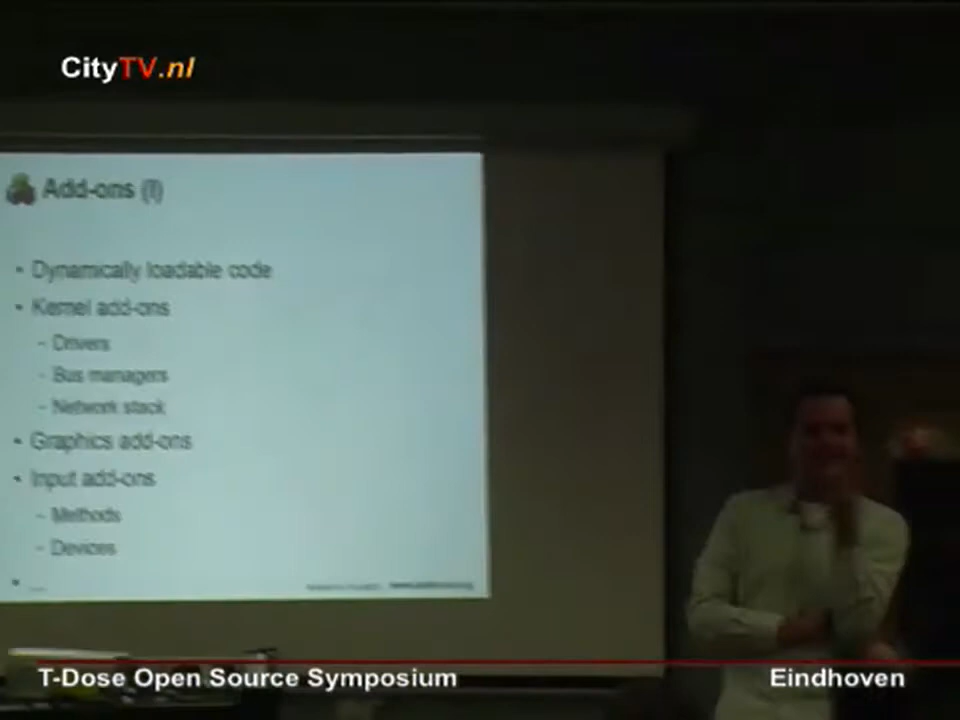 CityTV.nl
Add-ons (I)
• Dynamically loadable code
• Kernel add-ons
– Drivers
– Bus managers
– Network stack
• Graphics add-ons
• Input add-ons
– Methods
– Devices
• ...
T-Dose Open Source Symposium
Eindhoven